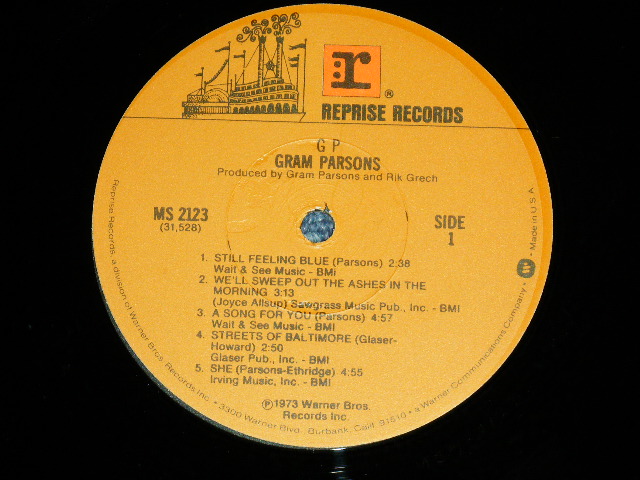 r ®
REPRISE RECORDS
G P
GRAM PARSONS
Produced by Gram Parsons and Rik Grech
MS 2123
(31,528)
SIDE
1
1. STILL FEELING BLUE (Parsons) 2:38
Wait & See Music - BMI
2. WE'LL SWEEP OUT THE ASHES IN THE
MORNING 3:13
(Joyce Allsup) Sawgrass Music Pub., Inc. - BMI
3. A SONG FOR YOU (Parsons) 4:57
Wait & See Music - BMI
4. STREETS OF BALTIMORE (Glaser-
Howard) 2:50
Glaser Pub., Inc. - BMI
5. SHE (Parsons-Ethridge) 4:55
Irving Music, Inc. - BMI
℗1973 Warner Bros.
Records Inc.
Reprise Records, a division of Warner Bros. Records Inc. • 3300 Warner Blvd. Burbank, Calif. 91510 • a Warner Communications Company • W • Made in U.S.A.